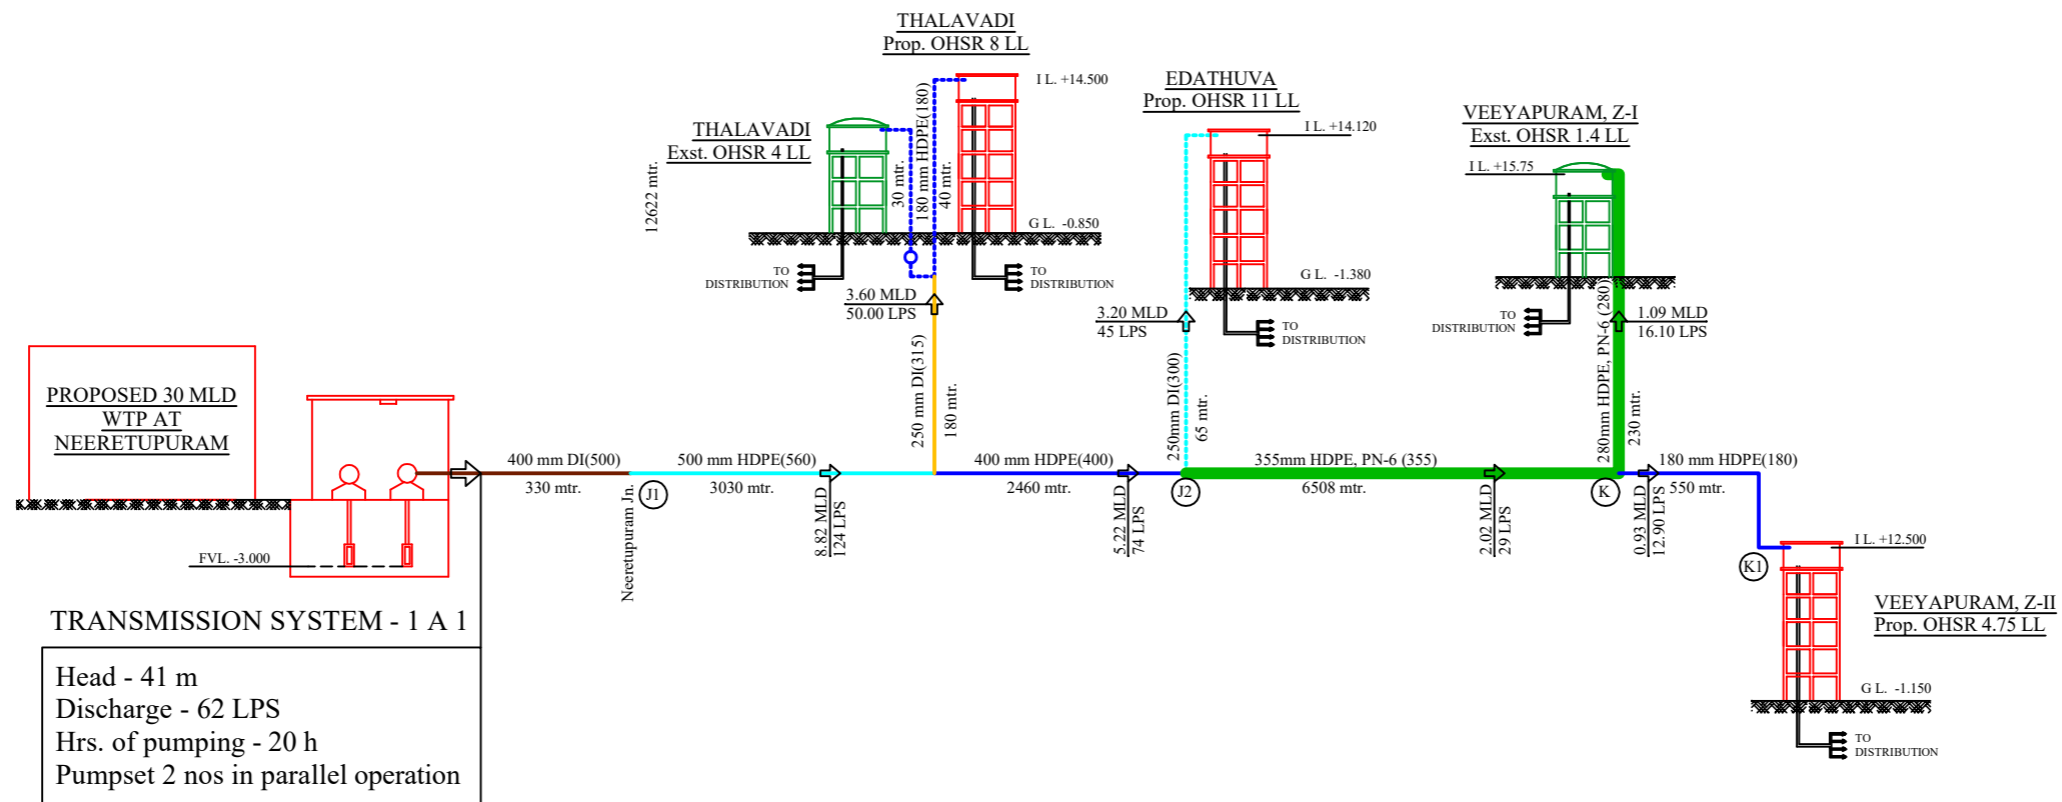 THALAVADI
Prop. OHSR 8 LL
I L. +14.500
THALAVADI
Exst. OHSR 4 LL
12622 mtr.
30 mtr.
180 mm HDPE(180)
40 mtr.
G L. -0.850
TO
DISTRIBUTION
TO
DISTRIBUTION
3.60 MLD
50.00 LPS
250 mm DI(315)
180 mtr.
EDATHUVA
Prop. OHSR 11 LL
I L. +14.120
G L. -1.380
TO
DISTRIBUTION
3.20 MLD
45 LPS
250mm DI(300)
65 mtr.
VEEYAPURAM, Z-I
Exst. OHSR 1.4 LL
I L. +15.75
TO
DISTRIBUTION
280mm HDPE, PN-6 (280)
230 mtr.
1.09 MLD
16.10 LPS
PROPOSED 30 MLD
WTP AT
NEERETUPURAM
FVL. -3.000
400 mm DI(500)
330 mtr.
Neeretupuram Jn.
J1
500 mm HDPE(560)
3030 mtr.
8.82 MLD
124 LPS
400 mm HDPE(400)
2460 mtr.
5.22 MLD
74 LPS
J2
355mm HDPE, PN-6 (355)
6508 mtr.
2.02 MLD
29 LPS
K
0.93 MLD
12.90 LPS
180 mm HDPE(180)
550 mtr.
K1
I L. +12.500
VEEYAPURAM, Z-II
Prop. OHSR 4.75 LL
G L. -1.150
TO
DISTRIBUTION
TRANSMISSION SYSTEM - 1 A 1
Head - 41 m
Discharge - 62 LPS
Hrs. of pumping - 20 h
Pumpset 2 nos in parallel operation